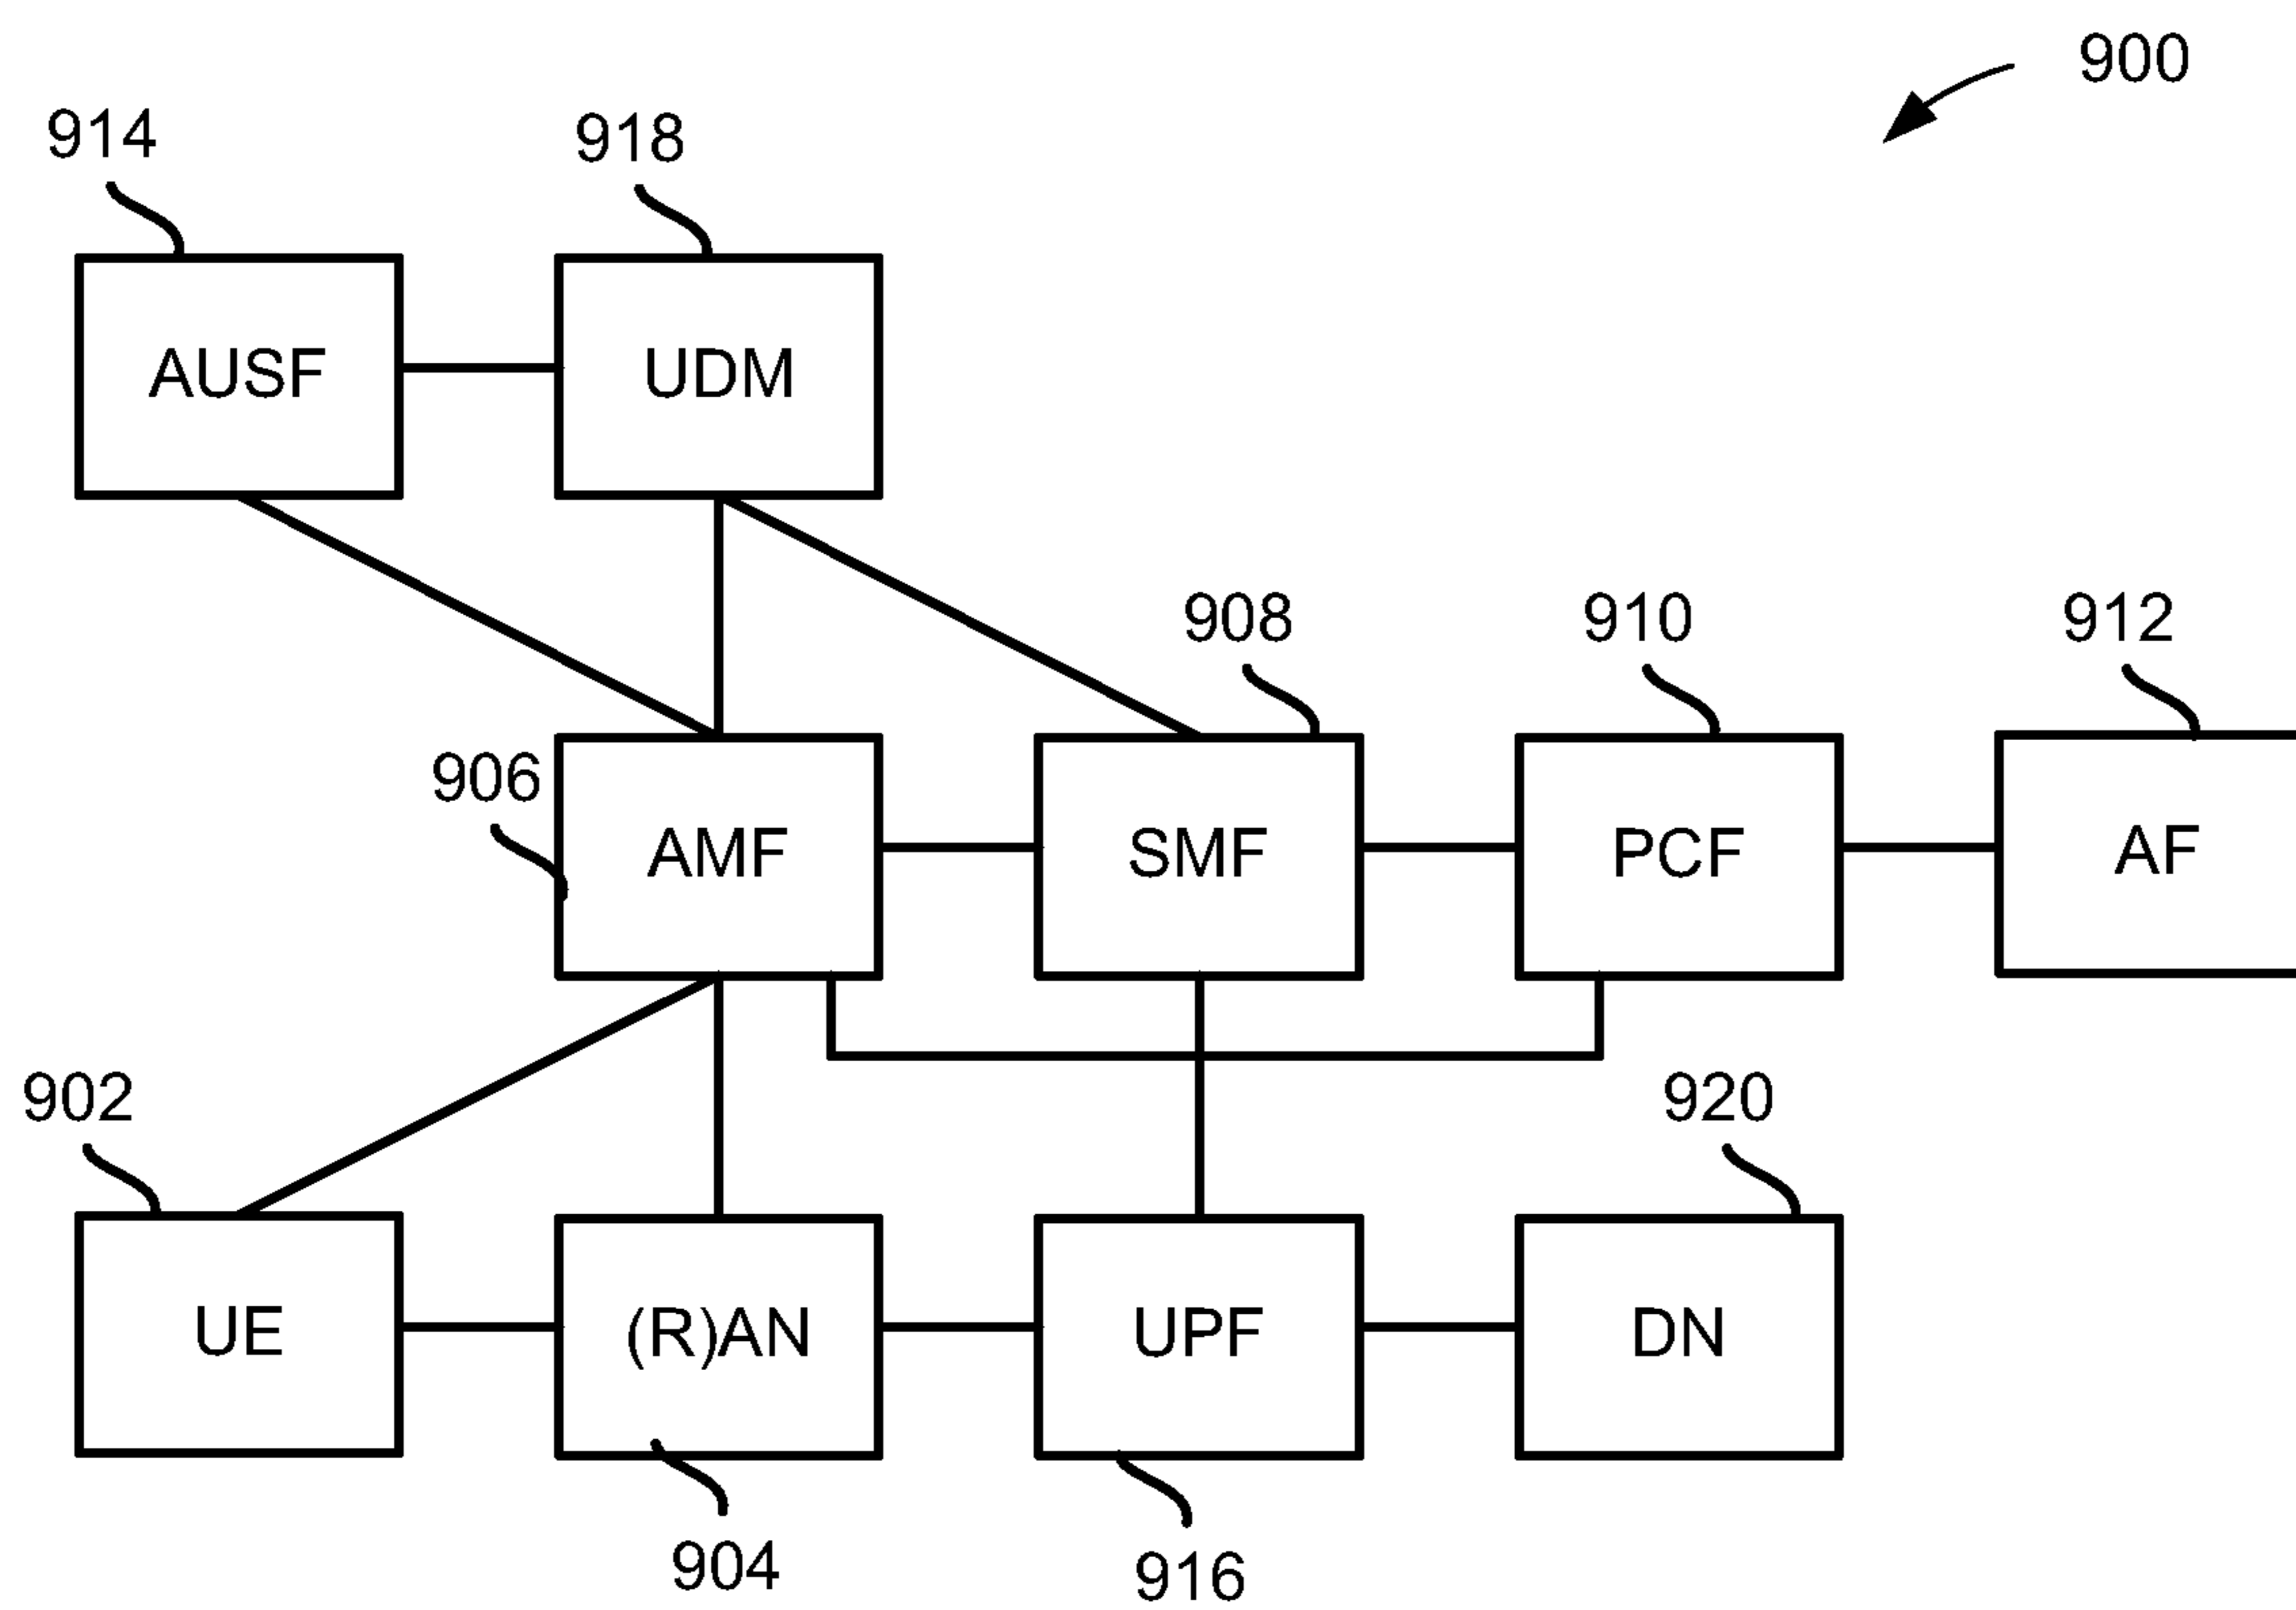 900
914
918
AUSF
UDM
908
910
912
906
AMF
SMF
PCF
AF
902
920
UE
(R)AN
UPF
DN
904
916